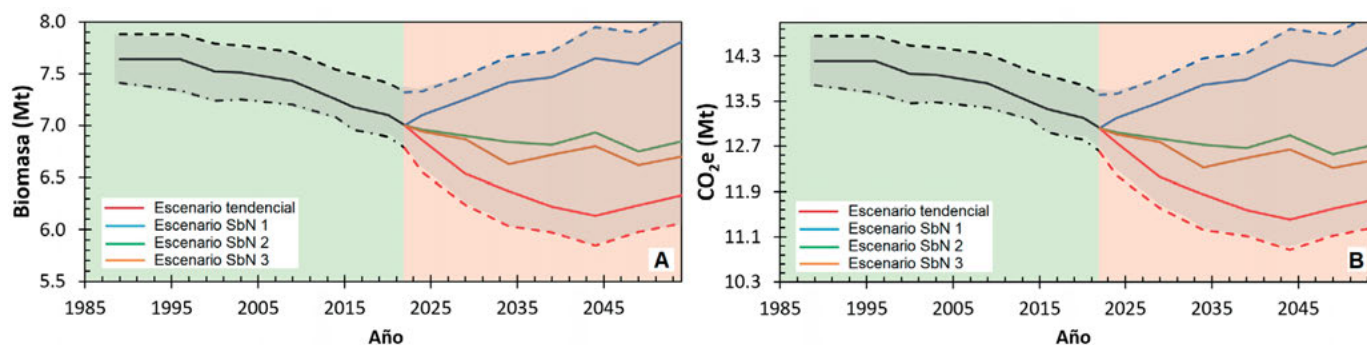 8.0
7.5
7.0
6.5
6.0
5.5
Biomasa (Mt)
Escenario tendencial
Escenario SbN 1
Escenario SbN 2
Escenario SbN 3
A
1985 1995 2005 2015 2025 2035 2045
Año
14.3
13.5
12.7
11.9
11.1
10.3
CO₂e (Mt)
Escenario tendencial
Escenario SbN 1
Escenario SbN 2
Escenario SbN 3
B
1985 1995 2005 2015 2025 2035 2045
Año